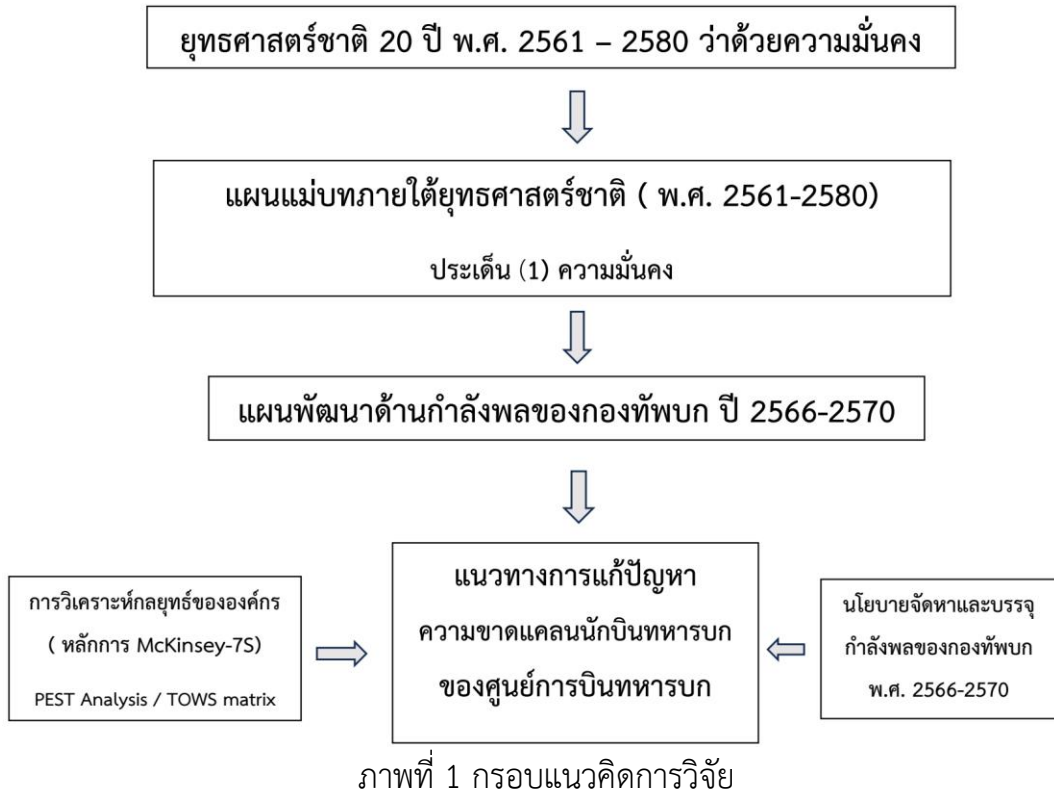 ยุทธศาสตร์ชาติ 20 ปี พ.ศ. 2561 – 2580 ว่าด้วยความมั่นคง
แผนแม่บทภายใต้ยุทธศาสตร์ชาติ ( พ.ศ. 2561-2580)
ประเด็น (1) ความมั่นคง
แผนพัฒนาด้านกำลังพลของกองทัพบก ปี 2566-2570
การวิเคราะห์กลยุทธ์ขององค์กร
( หลักการ McKinsey-7S)
PEST Analysis / TOWS matrix
แนวทางการแก้ปัญหา
ความขาดแคลนนักบินทหารบก
ของศูนย์การบินทหารบก
นโยบายจัดหาและบรรจุ
กำลังพลของกองทัพบก
พ.ศ. 2566-2570
ภาพที่ 1 กรอบแนวคิดการวิจัย